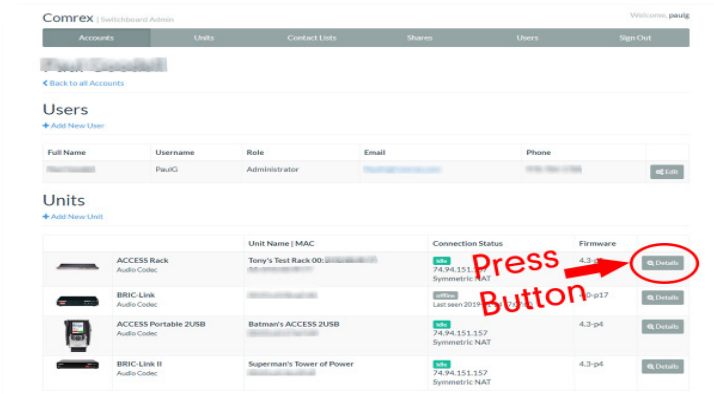 Comrex | Switchboard Admin
Welcome, paulg
Accounts Units Contact Lists Shares Users Sign Out
Back to all Accounts
Users
+ Add New User
Full Name Username Role Email Phone
PaulG Administrator Edit
Units
+ Add New Unit
Unit Name | MAC Connection Status Firmware
ACCESS Rack Tony's Test Rack 00: Idle Details
Audio Codec 74.94.151.
Symmetric NAT
Press
Button
BRIC-Link offline Details
Audio Codec Last seen
ACCESS Portable 2USB Batman's ACCESS 2USB Idle 4.3-p4 Details
Audio Codec 74.94.151.157
Symmetric NAT
BRIC-Link II Superman's Tower of Power Idle 4.3-p4 Details
Audio Codec 74.94.151.157
Symmetric NAT